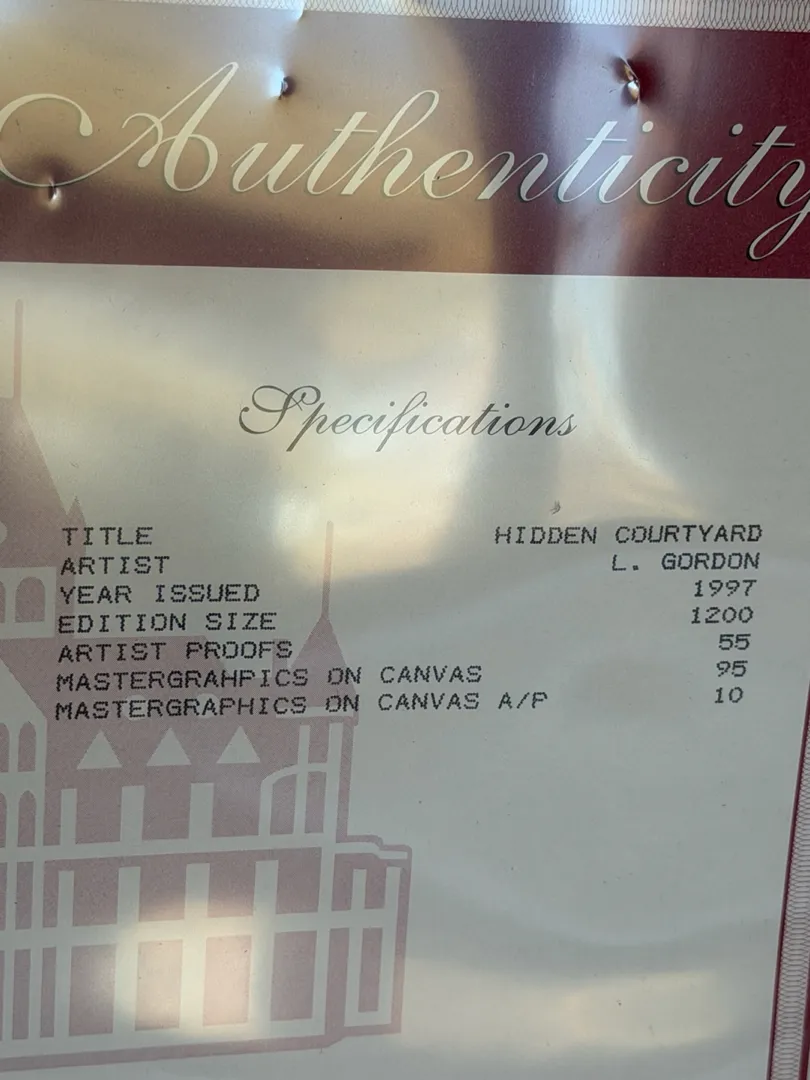 Authenticity
Specifications
TITLE HIDDEN COURTYARD
ARTIST L. GORDON
YEAR ISSUED 1997
EDITION SIZE 1200
ARTIST PROOFS 55
MASTERGRAHPICS ON CANVAS 95
MASTERGRAPHICS ON CANVAS A/P 10